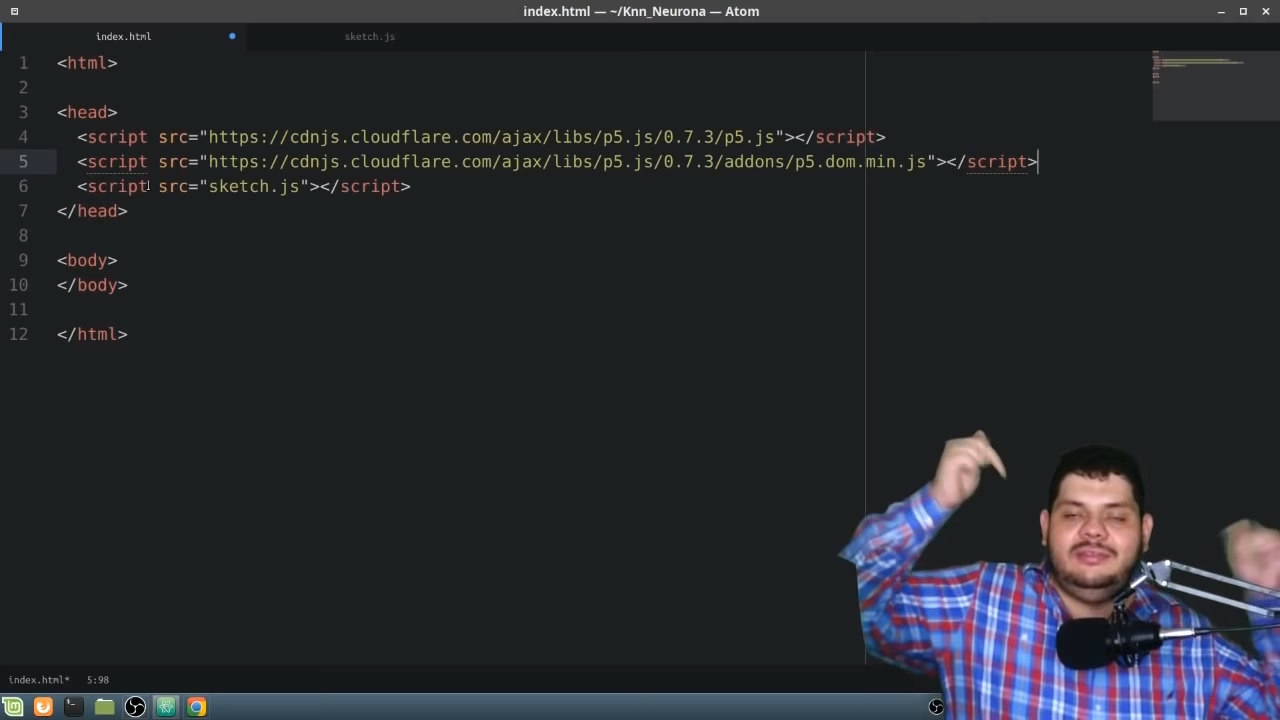 index.html — ~/Knn_Neurona — Atom
index.html
sketch.js
1 <html>
2
3 <head>
4 <script src="https://cdnjs.cloudflare.com/ajax/libs/p5.js/0.7.3/p5.js"></script>
5 <script src="https://cdnjs.cloudflare.com/ajax/libs/p5.js/0.7.3/addons/p5.dom.min.js"></script>
6 <script src="sketch.js"></script>
7 </head>
8
9 <body>
10 </body>
11
12 </html>
index.html* 5:98